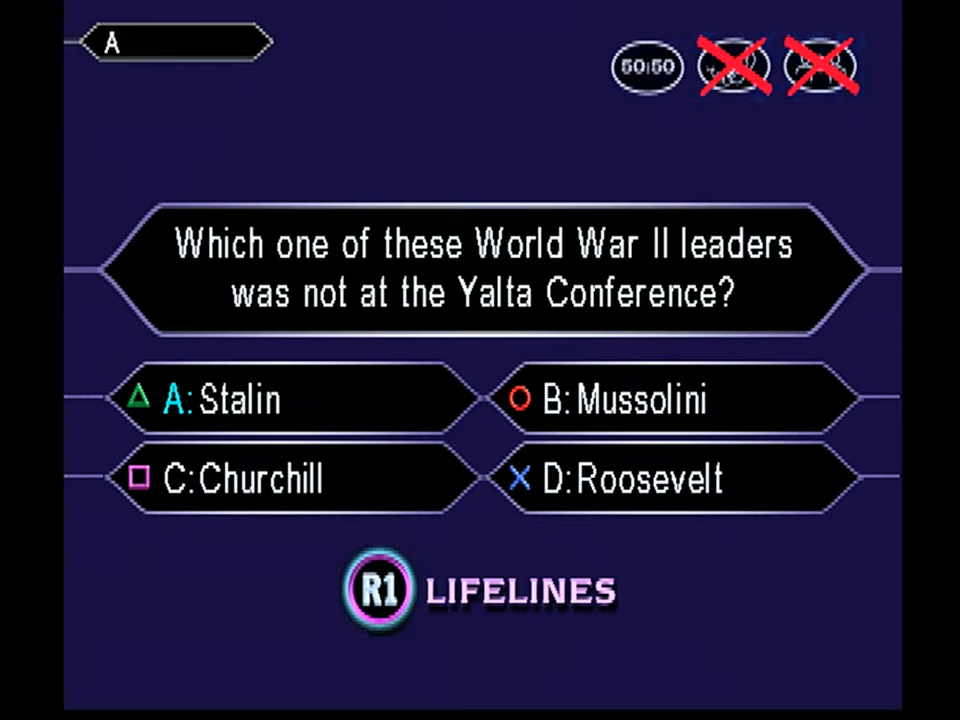 A
50:50
Which one of these World War II leaders
was not at the Yalta Conference?
A: Stalin
B: Mussolini
C: Churchill
D: Roosevelt
R1 LIFELINES